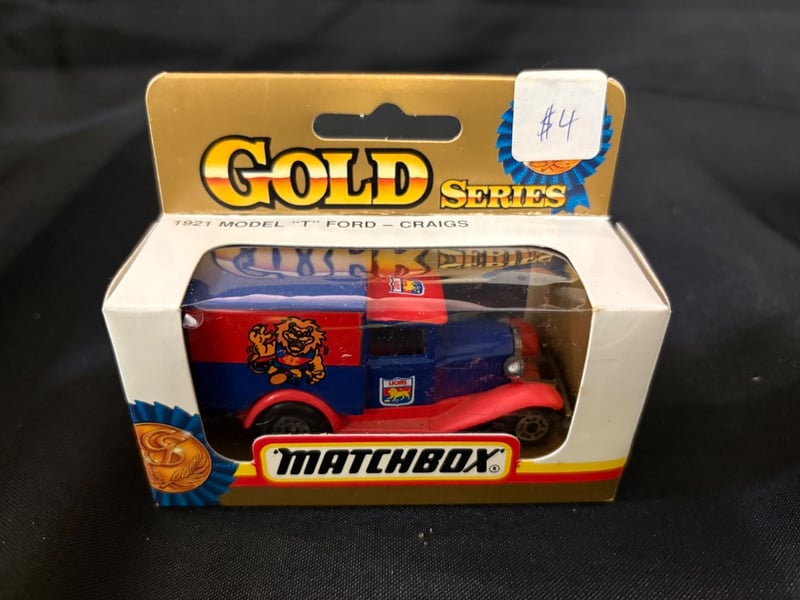 $4
GOLD SERIES
1921 MODEL "T" FORD - CRAIGS
LIONS
"MATCHBOX"®